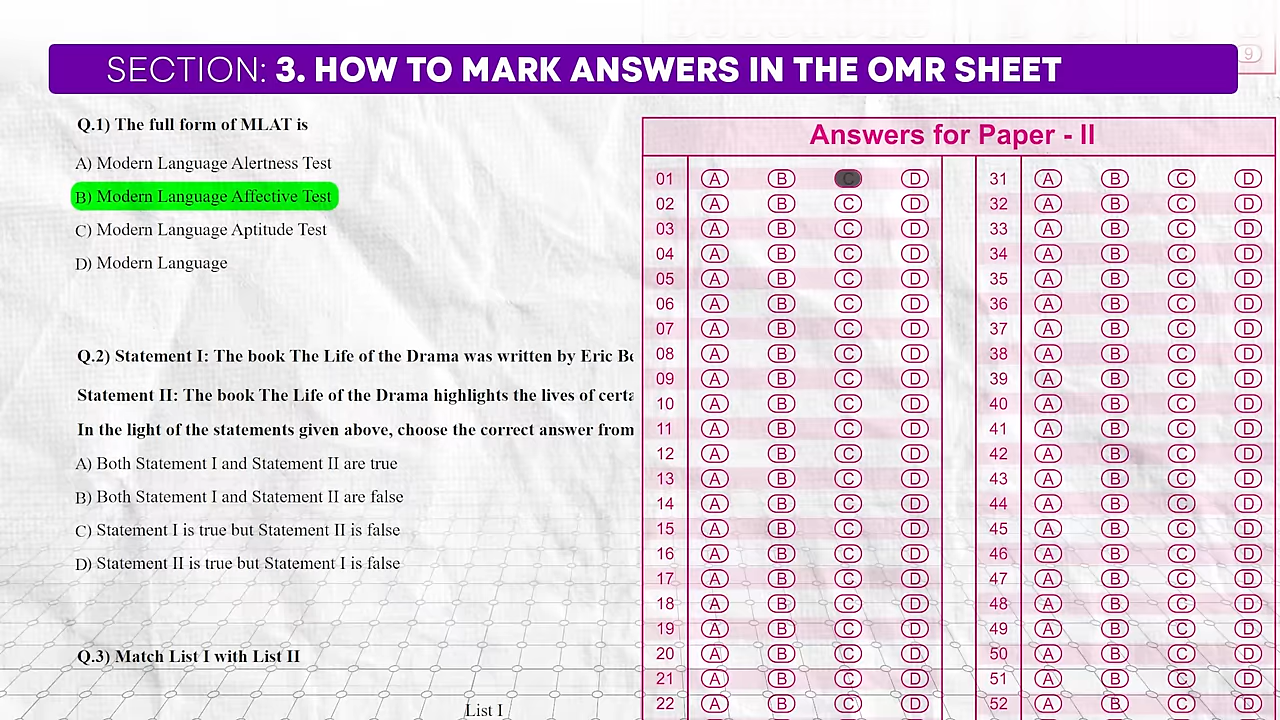 9
SECTION: 3. HOW TO MARK ANSWERS IN THE OMR SHEET
Q.1) The full form of MLAT is
A) Modern Language Alertness Test
B) Modern Language Affective Test
C) Modern Language Aptitude Test
D) Modern Language
Q.2) Statement I: The book The Life of the Drama was written by Eric
Statement II: The book The Life of the Drama highlights the lives of
In the light of the statements given above, choose the correct answer from
A) Both Statement I and Statement II are true
B) Both Statement I and Statement II are false
C) Statement I is true but Statement II is false
D) Statement II is true but Statement I is false
Q.3) Match List I with List II
List I
Answers for Paper - II
01 A B C D 31 A B C D
02 A B C D 32 A B C D
03 A B C D 33 A B C D
04 A B C D 34 A B C D
05 A B C D 35 A B C D
06 A B C D 36 A B C D
07 A B C D 37 A B C D
08 A B C D 38 A B C D
09 A B C D 39 A B C D
10 A B C D 40 A B C D
11 A B C D 41 A B C D
12 A B C D 42 A B C D
13 A B C D 43 A B C D
14 A B C D 44 A B C D
15 A B C D 45 A B C D
16 A B C D 46 A B C D
17 A B C D 47 A B C D
18 A B C D 48 A B C D
19 A B C D 49 A B C D
20 A B C D 50 A B C D
21 A B C D 51 A B C D
22 A B C D 52 A B C D